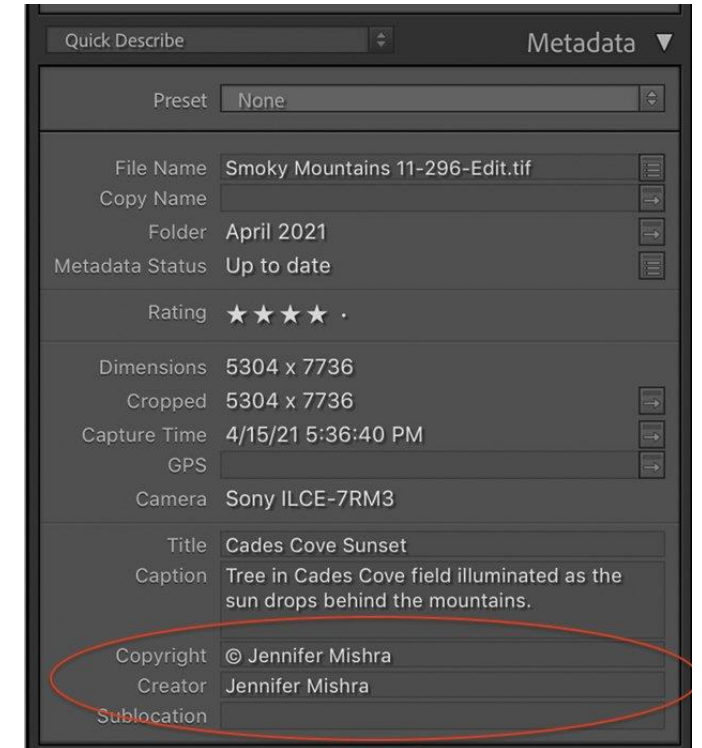 Quick Describe Metadata ▼
Preset None
File Name Smoky Mountains 11-296-Edit.tif
Copy Name
Folder April 2021
Metadata Status Up to date
Rating ★ ★ ★ ★ ·
Dimensions 5304 x 7736
Cropped 5304 x 7736
Capture Time 4/15/21 5:36:40 PM
GPS
Camera Sony ILCE-7RM3
Title Cades Cove Sunset
Caption Tree in Cades Cove field illuminated as the
sun drops behind the mountains.
Copyright © Jennifer Mishra
Creator Jennifer Mishra
Sublocation